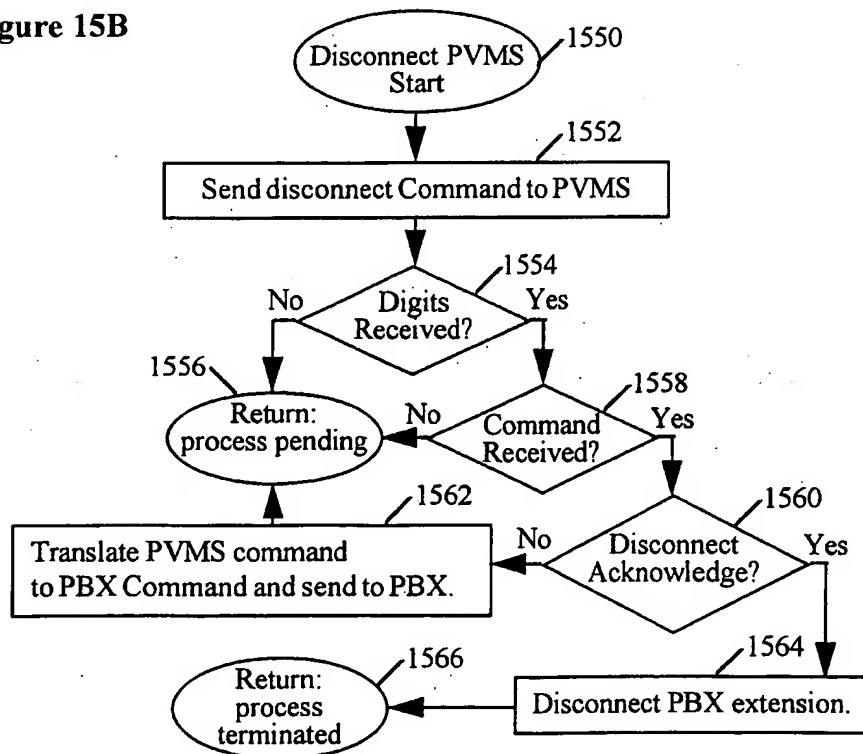 gure 15B
Disconnect PVMS
Start
1550
1552
Send disconnect Command to PVMS
1554
No
Digits
Received?
Yes
1556
Return:
process pending
1558
No
Command
Received?
Yes
1562
Translate PVMS command
to PBX Command and send to PBX.
1560
No
Disconnect
Acknowledge?
Yes
1564
Disconnect PBX extension.
1566
Return:
process
terminated